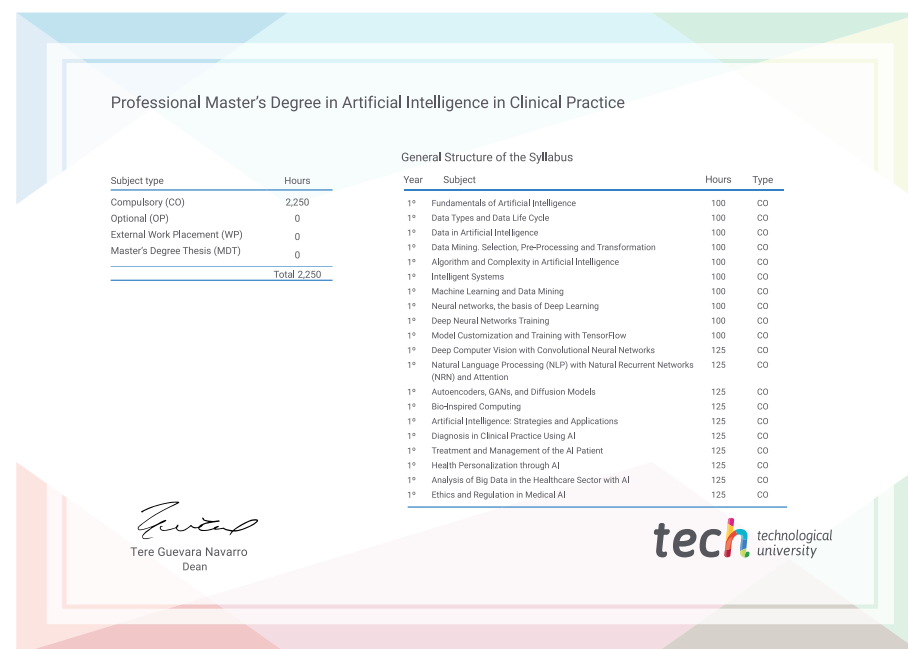 Professional Master's Degree in Artificial Intelligence in Clinical Practice
General Structure of the Syllabus
Subject type Hours
Compulsory (CO) 2,250
Optional (OP) 0
External Work Placement (WP) 0
Master's Degree Thesis (MDT) 0
Total 2,250
Year Subject Hours Type
1º Fundamentals of Artificial Intelligence 100 CO
1º Data Types and Data Life Cycle 100 CO
1º Data in Artificial Intelligence 100 CO
1º Data Mining. Selection, Pre-Processing and Transformation 100 CO
1º Algorithm and Complexity in Artificial Intelligence 100 CO
1º Intelligent Systems 100 CO
1º Machine Learning and Data Mining 100 CO
1º Neural networks, the basis of Deep Learning 100 CO
1º Deep Neural Networks Training 100 CO
1º Model Customization and Training with TensorFlow 100 CO
1º Deep Computer Vision with Convolutional Neural Networks 125 CO
1º Natural Language Processing (NLP) with Natural Recurrent Networks 125 CO
(NRN) and Attention
1º Autoencoders, GANs, and Diffusion Models 125 CO
1º Bio-Inspired Computing 125 CO
1º Artificial Intelligence: Strategies and Applications 125 CO
1º Diagnosis in Clinical Practice Using AI 125 CO
1º Treatment and Management of the AI Patient 125 CO
1º Health Personalization through AI 125 CO
1º Analysis of Big Data in the Healthcare Sector with AI 125 CO
1º Ethics and Regulation in Medical AI 125 CO
Tere Guevara Navarro
Dean
tech technological
university